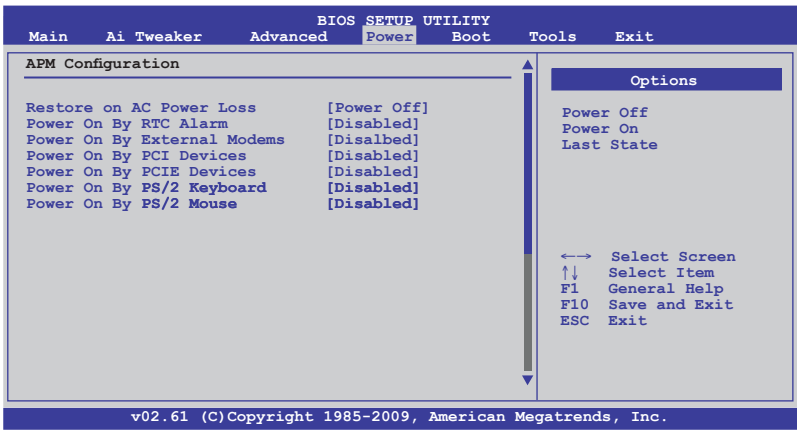 BIOS SETUP UTILITY
Main Ai Tweaker Advanced Power Boot Tools Exit
APM Configuration
Restore on AC Power Loss [Power Off]
Power On By RTC Alarm [Disabled]
Power On By External Modems [Disalbed]
Power On By PCI Devices [Disabled]
Power On By PCIE Devices [Disabled]
Power On By PS/2 Keyboard [Disabled]
Power On By PS/2 Mouse [Disabled]
Options
Power Off
Power On
Last State
←→ Select Screen
↑↓ Select Item
F1 General Help
F10 Save and Exit
ESC Exit
v02.61 (C)Copyright 1985-2009, American Megatrends, Inc.